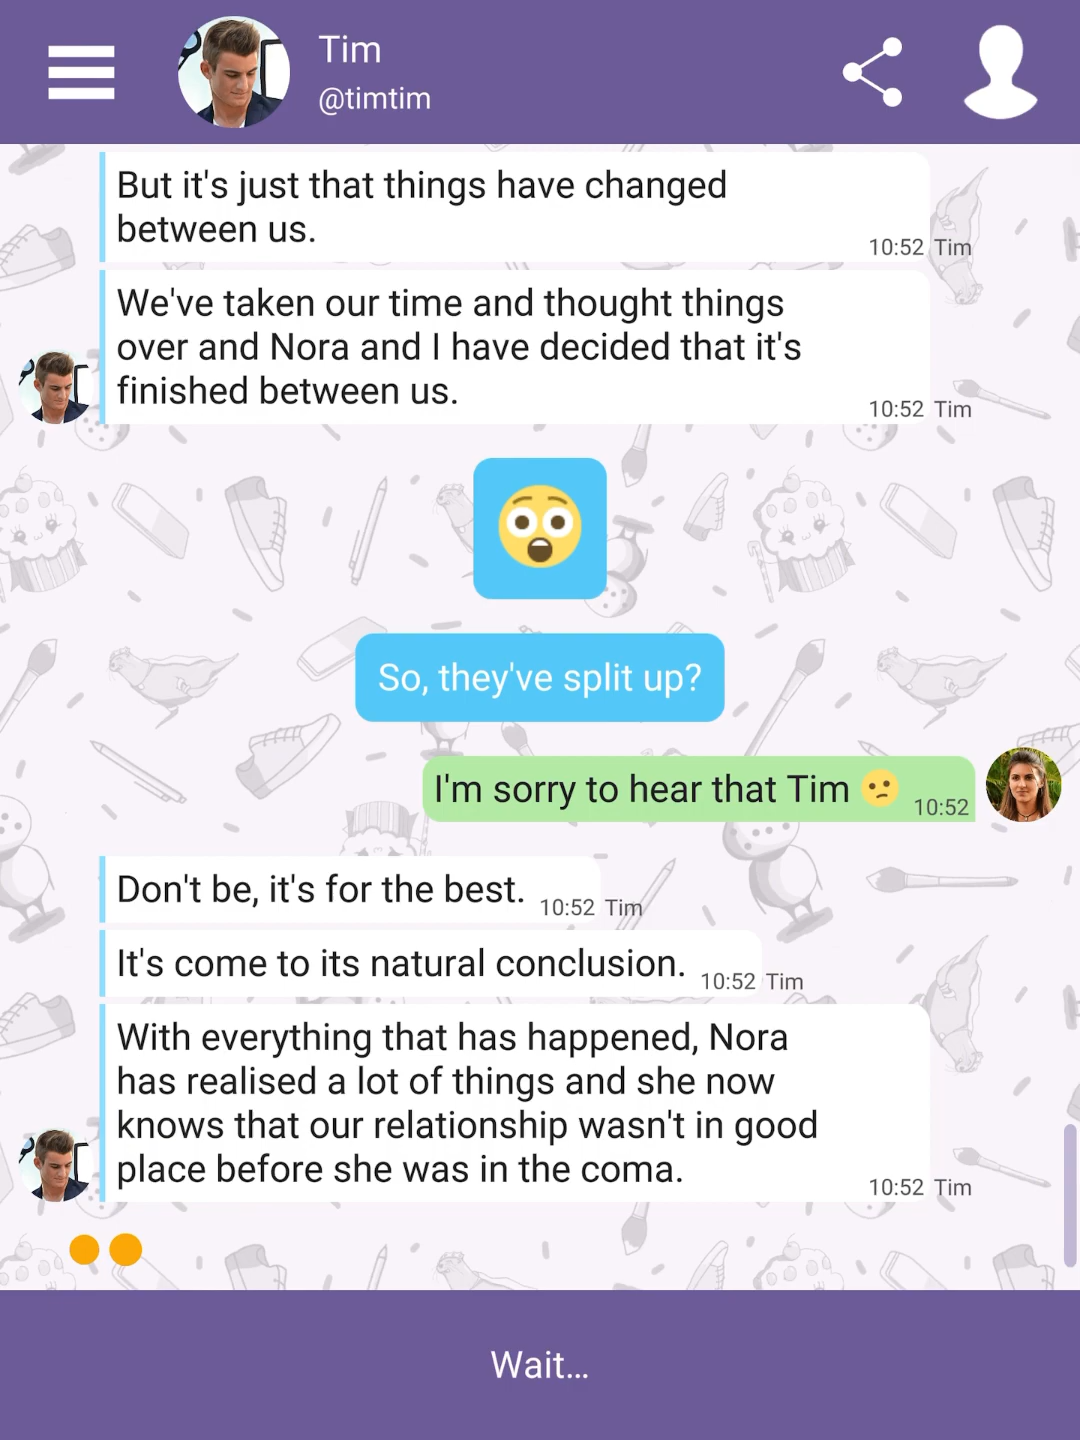 Tim
@timtim
But it's just that things have changed
between us.
10:52 Tim
We've taken our time and thought things
over and Nora and I have decided that it's
finished between us.
10:52 Tim
So, they've split up?
I'm sorry to hear that Tim
10:52
Don't be, it's for the best.
10:52 Tim
It's come to its natural conclusion.
10:52 Tim
With everything that has happened, Nora
has realised a lot of things and she now
knows that our relationship wasn't in good
place before she was in the coma.
10:52 Tim
Wait...